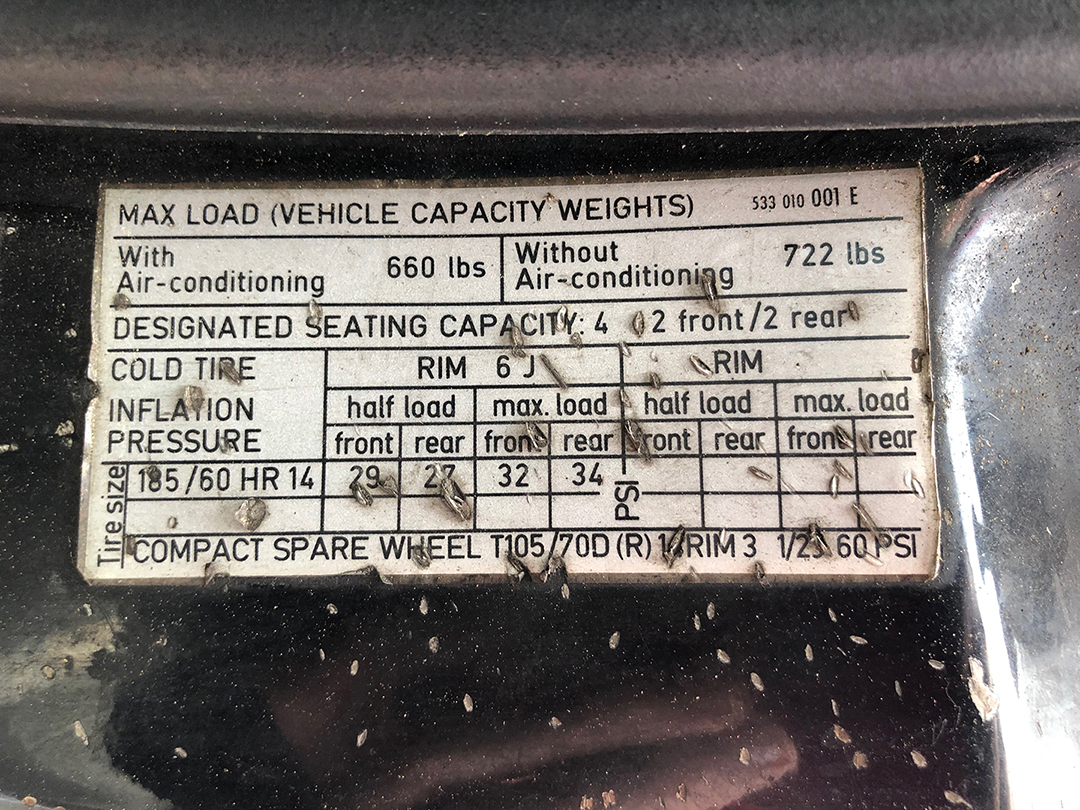 MAX LOAD (VEHICLE CAPACITY WEIGHTS) 533 010 001 E
With Air-conditioning 660 lbs Without Air-conditioning 722 lbs
DESIGNATED SEATING CAPACITY: 4 2 front/2 rear
COLD TIRE RIM 6 J RIM
INFLATION half load max. load half load max. load
PRESSURE front rear front rear front rear front rear
Tire size 185/60 HR 14 29 27 32 34 PSI
COMPACT SPARE WHEEL T105/70D (R) 14 RIM 3 1/2J 60 PSI